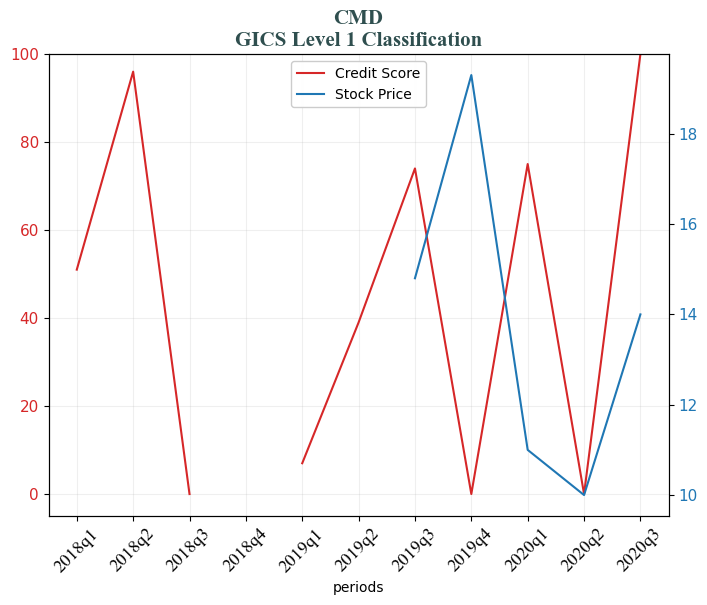 CMD
GICS Level 1 Classification
Credit Score
Stock Price
100
80
60
40
20
0
18
16
14
12
10
2018q1
2018q2
2018q3
2018q4
2019q1
2019q2
2019q3
2019q4
2020q1
2020q2
2020q3
periods